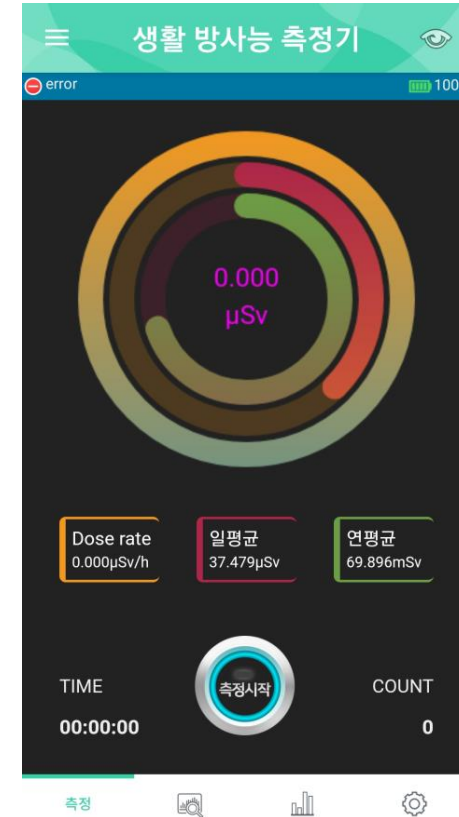 생활 방사능 측정기
error
100
0.000
μSv
Dose rate
0.000μSv/h
일평균
37.479μSv
연평균
69.896mSv
TIME
측정시작
COUNT
00:00:00
0
측정